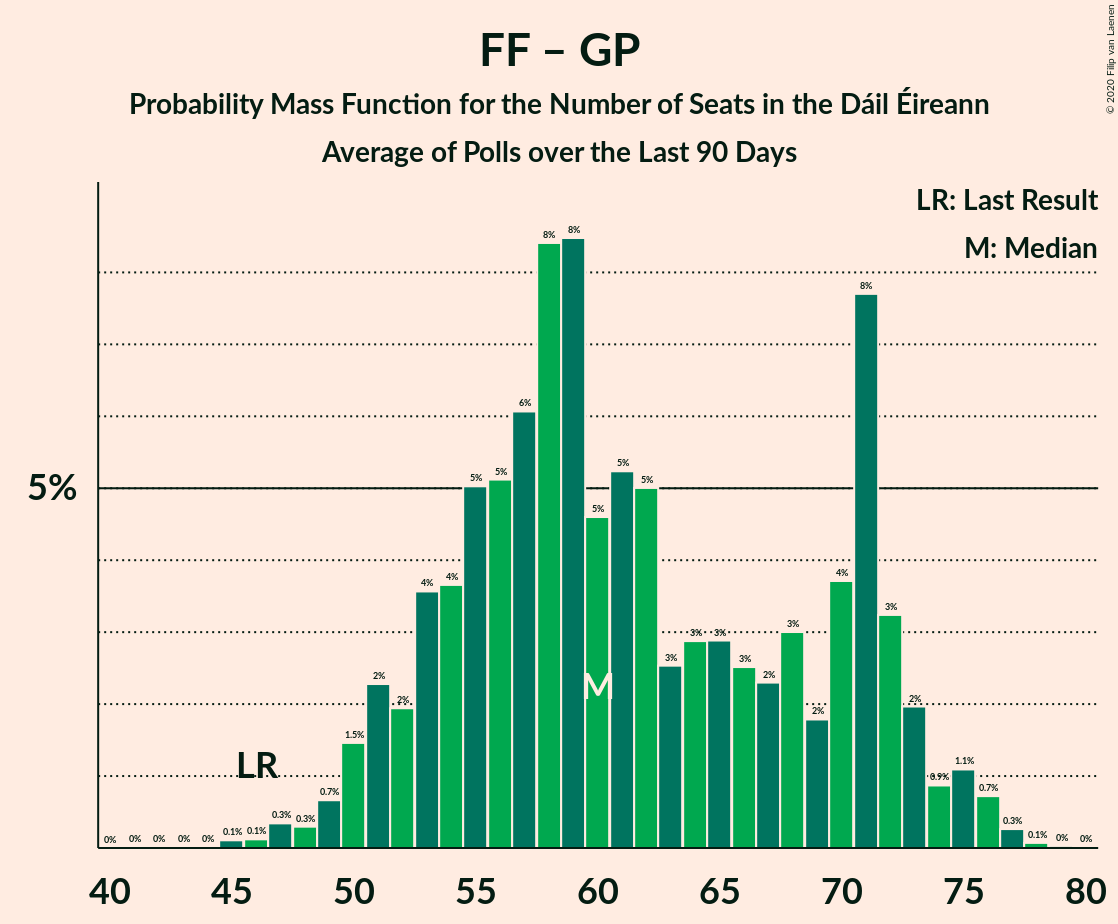 FF – GP
Probability Mass Function for the Number of Seats in the Dáil Éireann
Average of Polls over the Last 90 Days
© 2020 Filip van Laenen
LR: Last Result
M: Median
5%
0% 0% 0% 0% 0% 0.1% 0.1% 0.3% 0.3% 0.7% 1.5% 2% 2% 4% 4% 5% 5% 6% 8% 8% 5% 5% 5% 3% 3% 3% 3% 2% 3% 2% 4% 8% 3% 2% 0.9% 1.1% 0.7% 0.3% 0.1% 0% 0%
LR
M
40 45 50 55 60 65 70 75 80